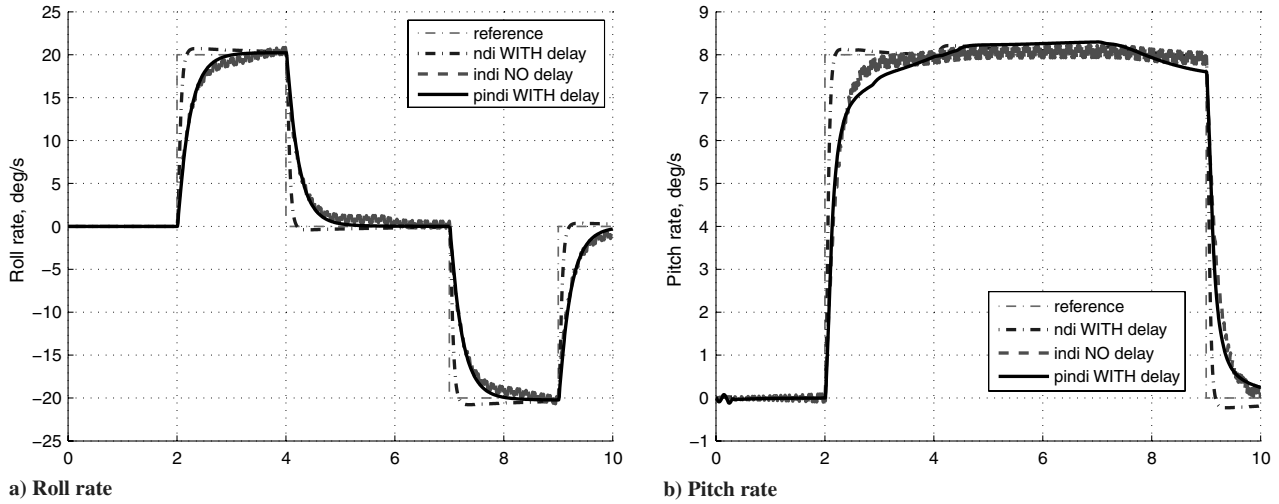 25
20
15
10
5
0
−5
−10
−15
−20
−25
Roll rate, deg/s
reference
ndi WITH delay
indi NO delay
pindi WITH delay
0 2 4 6 8 10
a) Roll rate
9
8
7
6
5
4
3
2
1
0
−1
Pitch rate, deg/s
reference
ndi WITH delay
indi NO delay
pindi WITH delay
0 2 4 6 8 10
b) Pitch rate